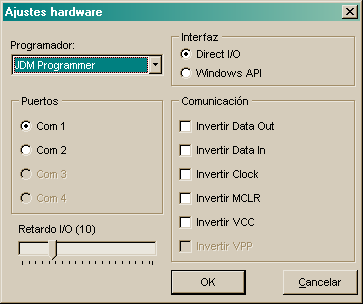 Ajustes hardware
Programador:
JDM Programmer
Interfaz
Direct I/O
Windows API
Puertos
Com 1
Com 2
Com 3
Com 4
Comunicación
Invertir Data Out
Invertir Data In
Invertir Clock
Invertir MCLR
Invertir VCC
Invertir VPP
Retardo I/O (10)
OK
Cancelar